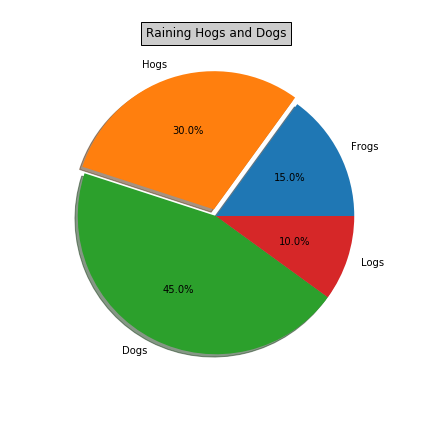 Raining Hogs and Dogs
Hogs
30.0%
Frogs
15.0%
10.0%
Logs
45.0%
Dogs